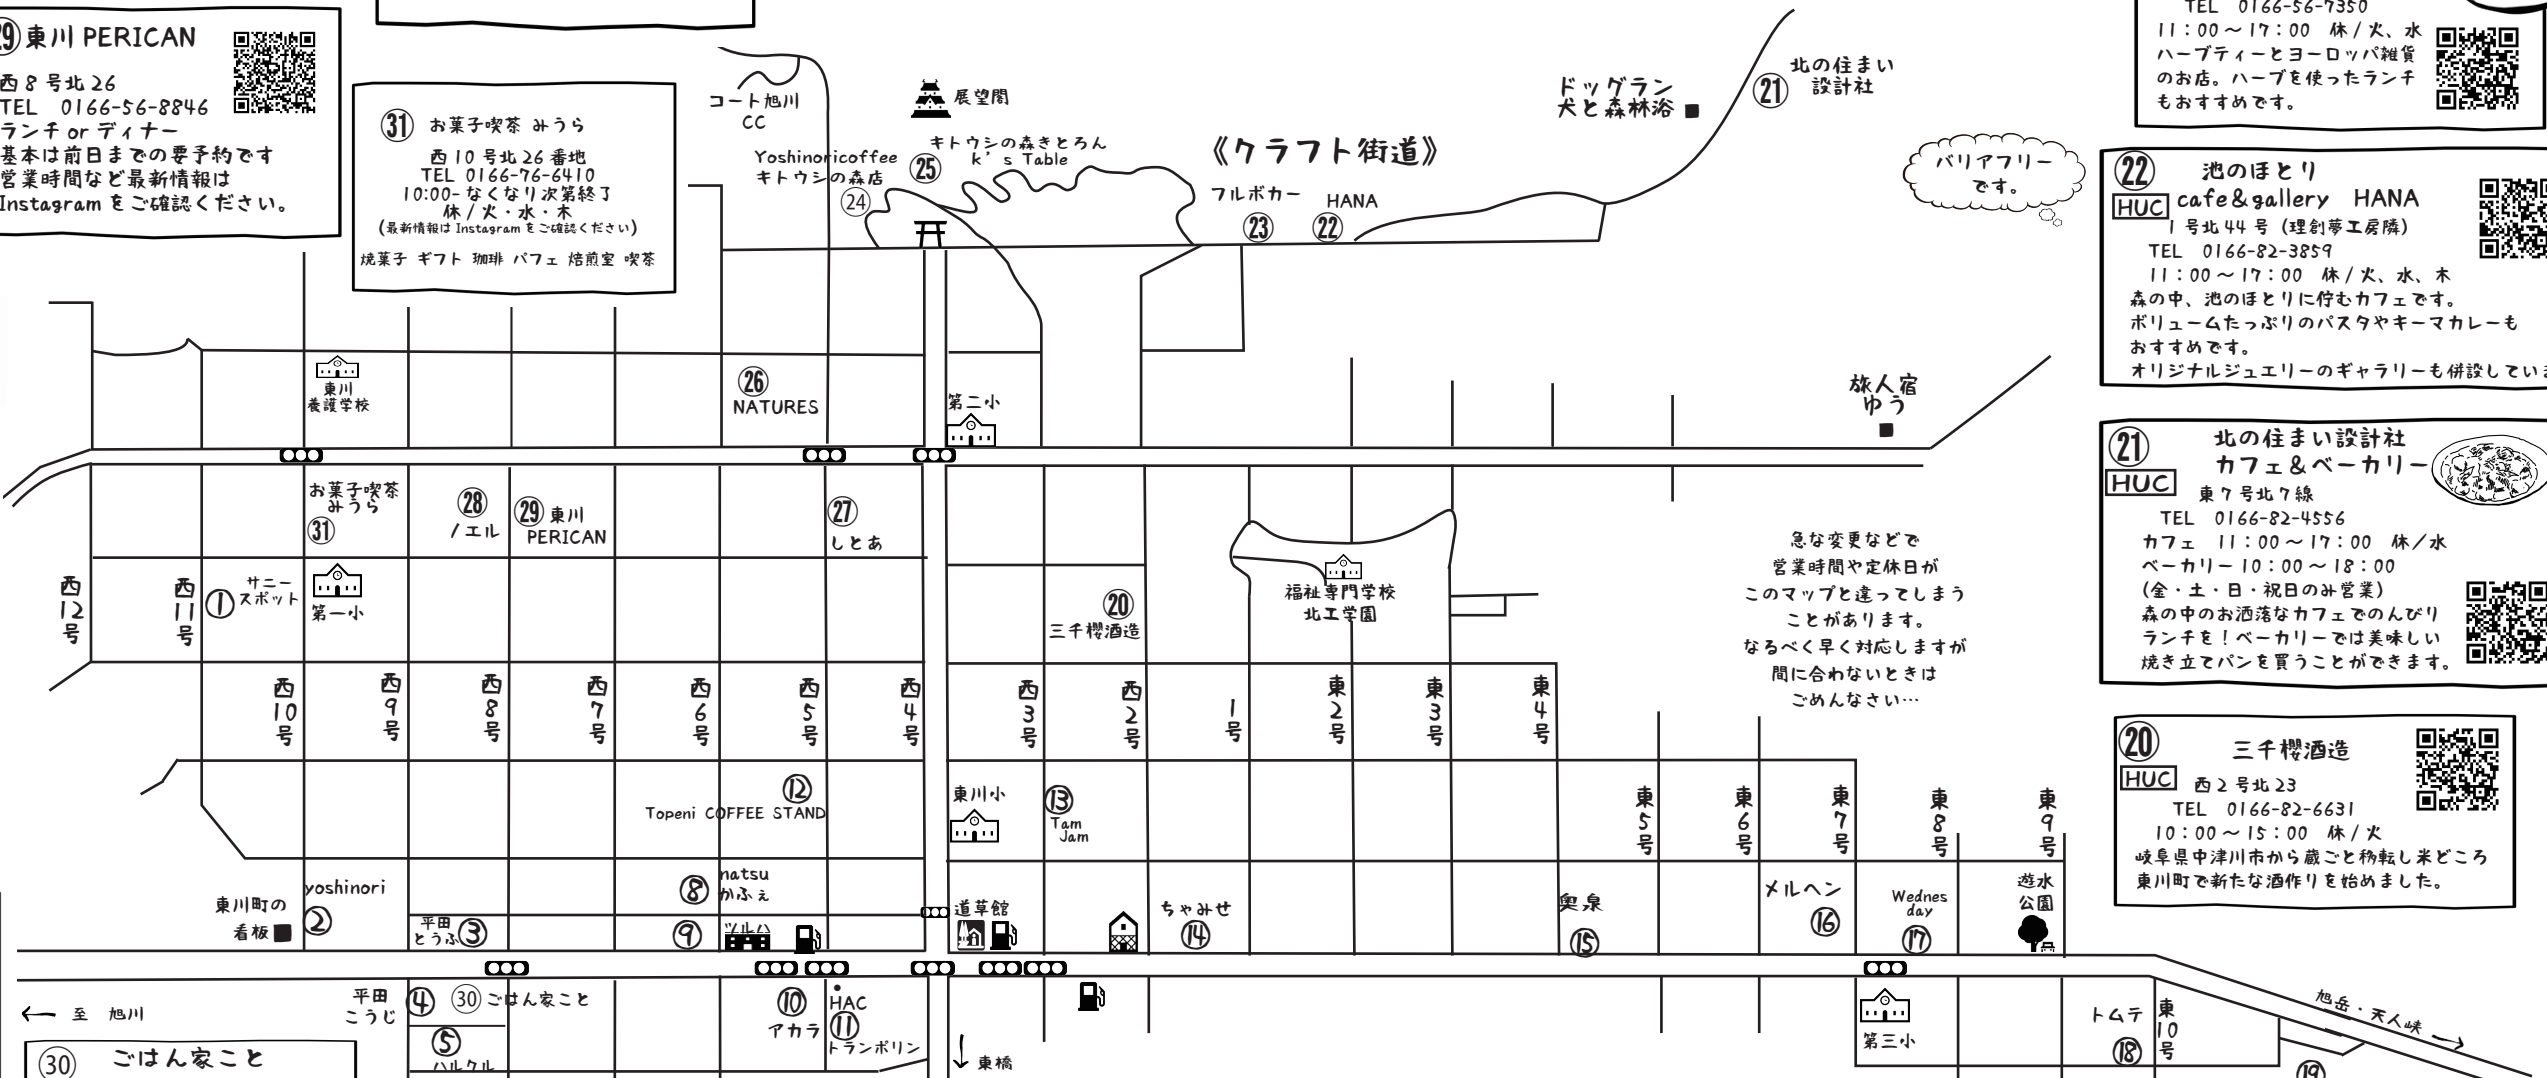 29 東川 PERICAN
西8号北26
TEL 0166-56-8846
ランチ or ディナー
基本は前日までの要予約です
営業時間など最新情報は
Instagram をご確認ください。
31 お菓子喫茶 みうら
西10号北26番地
TEL 0166-76-6410
10:00-なくなり次第終了
休/火・水・木
(最新情報は Instagram をご確認ください)
焼菓子 ギフト 珈琲 パフェ 焙煎室 喫茶
コート旭川
CC
展望閣
キトウシの森きとろん
k's Table
25
Yoshinoricoffee
キトウシの森店
24
《クラフト街道》
フルボカー
23
HANA
22
ドッグラン
犬と森林浴
21
北の住まい
設計社
バリアフリー
です。
TEL 0166-56-7350
11:00~17:00 休/火、水
ハーブティーとヨーロッパ雑貨
のお店。ハーブを使ったランチ
もおすすめです。
22 池のほとり
HUC cafe&gallery HANA
1号北44号(理創夢工房隣)
TEL 0166-82-3859
11:00~17:00 休/火、水、木
森の中、池のほとりに佇むカフェです。
ボリュームたっぷりのパスタやキーマカレーも
おすすめです。
オリジナルジュエリーのギャラリーも併設してい
21 北の住まい設計社
HUC カフェ&ベーカリー
東7号北7線
TEL 0166-82-4556
カフェ 11:00~17:00 休/水
ベーカリー 10:00~18:00
(金・土・日・祝日のみ営業)
森の中のお洒落なカフェでのんびり
ランチを!ベーカリーでは美味しい
焼き立てパンを買うことができます。
20 三千櫻酒造
HUC 西2号北23
TEL 0166-82-6631
10:00~15:00 休/火
岐阜県中津川市から蔵ごと移転し米どころ
東川町で新たな酒作りを始めました。
東川
養護学校
26
NATURES
第二小
旅人宿
ゆう
お菓子喫茶
みうら
31
28
ノエル
29 東川
PERICAN
27
しとあ
西12号
西11号
① サニー
スポット
第一小
20
三千櫻酒造
福祉専門学校
北工学園
急な変更などで
営業時間や定休日が
このマップと違ってしまう
ことがあります。
なるべく早く対応しますが
間に合わないときは
ごめんなさい…
西10号
西9号
西8号
西7号
西6号
西5号
西4号
西3号
西2号
1号
東2号
東3号
東4号
東5号
東6号
東7号
東8号
東9号
⑫
Topeni COFFEE STAND
東川小
⑬
Tam
Jam
東川町の
看板
yoshinori
②
平田
とうふ ③
⑧ natsu
かふぇ
⑨
ツルハ
道草館
ちゃみせ
⑭
奥泉
⑮
メルヘン
⑯
Wednes
day
⑰
遊水
公園
← 至 旭川
平田
こうじ
④
30 ごはん家こと
⑤
ハルクル
⑩
アカラ
HAC
⑪
トランポリン
↓ 東橋
第三小
トムテ
⑱
東10号
旭岳・天人峡 →
⑲
30 ごはん家こと